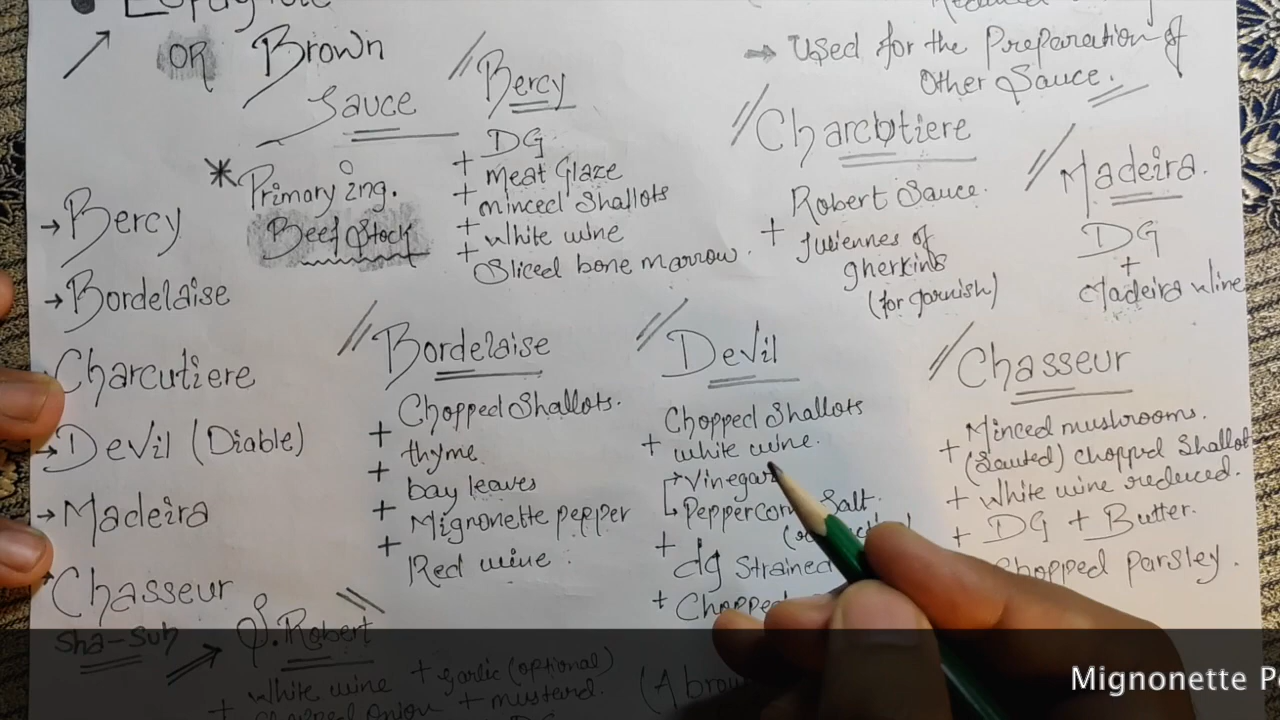 OR Brown
Sauce
* Primary ing.
Beef Stock
→ Bercy
→ Bordelaise
Charcutiere
→ Devil (Diable)
→ Madeira
Chasseur
Sha-Suh
Bercy
DG
+ meat Glaze
+ minced Shallots
+ White wine
+ Sliced bone marrow.
→ Used for the Preparation of
Other Sauce.
Charcutiere
Robert Sauce.
+ Juliennes of
gherkins
(for garnish)
Madeira.
DG
+
Madeira wine
Bordelaise
Chopped Shallots.
+ thyme
+ bay leaves
+ Mignonette pepper
+ Red wine.
Devil
Chopped Shallots
+ white wine.
Vinegar
Peppercorn Salt.
+ dg Strained
+ Chopped
Chasseur
Minced mushrooms.
+ (Sauted) chopped Shallot
+ White wine reduced.
+ DG + Butter.
Chopped parsley.
S. Robert
+ White wine + garlic (optional)
+ mustard.
Mignonette